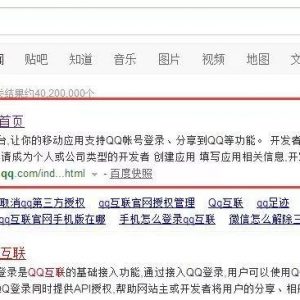 闻 贴吧 知道 音乐 图片 视频 地图 文
结果约40,200,000个
首页
台,让你的移动应用支持QQ帐号登录、分享到QQ等功能。 开发者
请成为个人或公司类型的开发者 创建应用 填写应用相关信息,开
qq.com/ind...html - 百度快照
取消qq第三方授权 qq互联官网授权管理 Qq互联 qq足迹
qq互联官网手机版在哪 手机怎么登录qq互联 微信怎么解除三
互联
登录是QQ互联的基础接入功能,通过接入QQ登录,用户可以使用Q
QQ登录同时提供API授权,帮助网站主或开发者将用户的分享、相